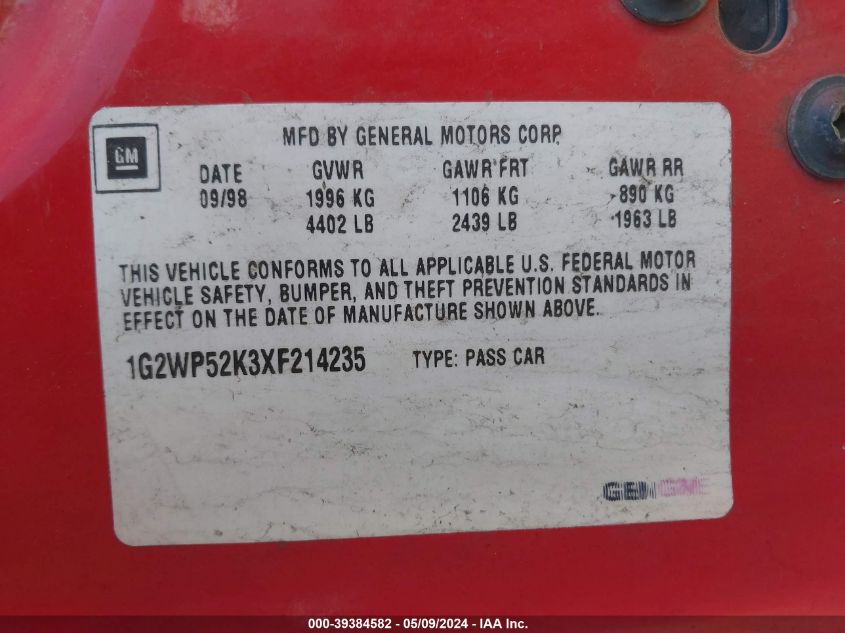 MFD BY GENERAL MOTORS CORP.
GM
DATE GVWR GAWR FRT GAWR RR
09/98 1996 KG 1106 KG 890 KG
4402 LB 2439 LB 1963 LB
THIS VEHICLE CONFORMS TO ALL APPLICABLE U.S. FEDERAL MOTOR
VEHICLE SAFETY, BUMPER, AND THEFT PREVENTION STANDARDS IN
EFFECT ON THE DATE OF MANUFACTURE SHOWN ABOVE.
1G2WP52K3XF214235 TYPE: PASS CAR
000-39384582 - 05/09/2024 - IAA Inc.